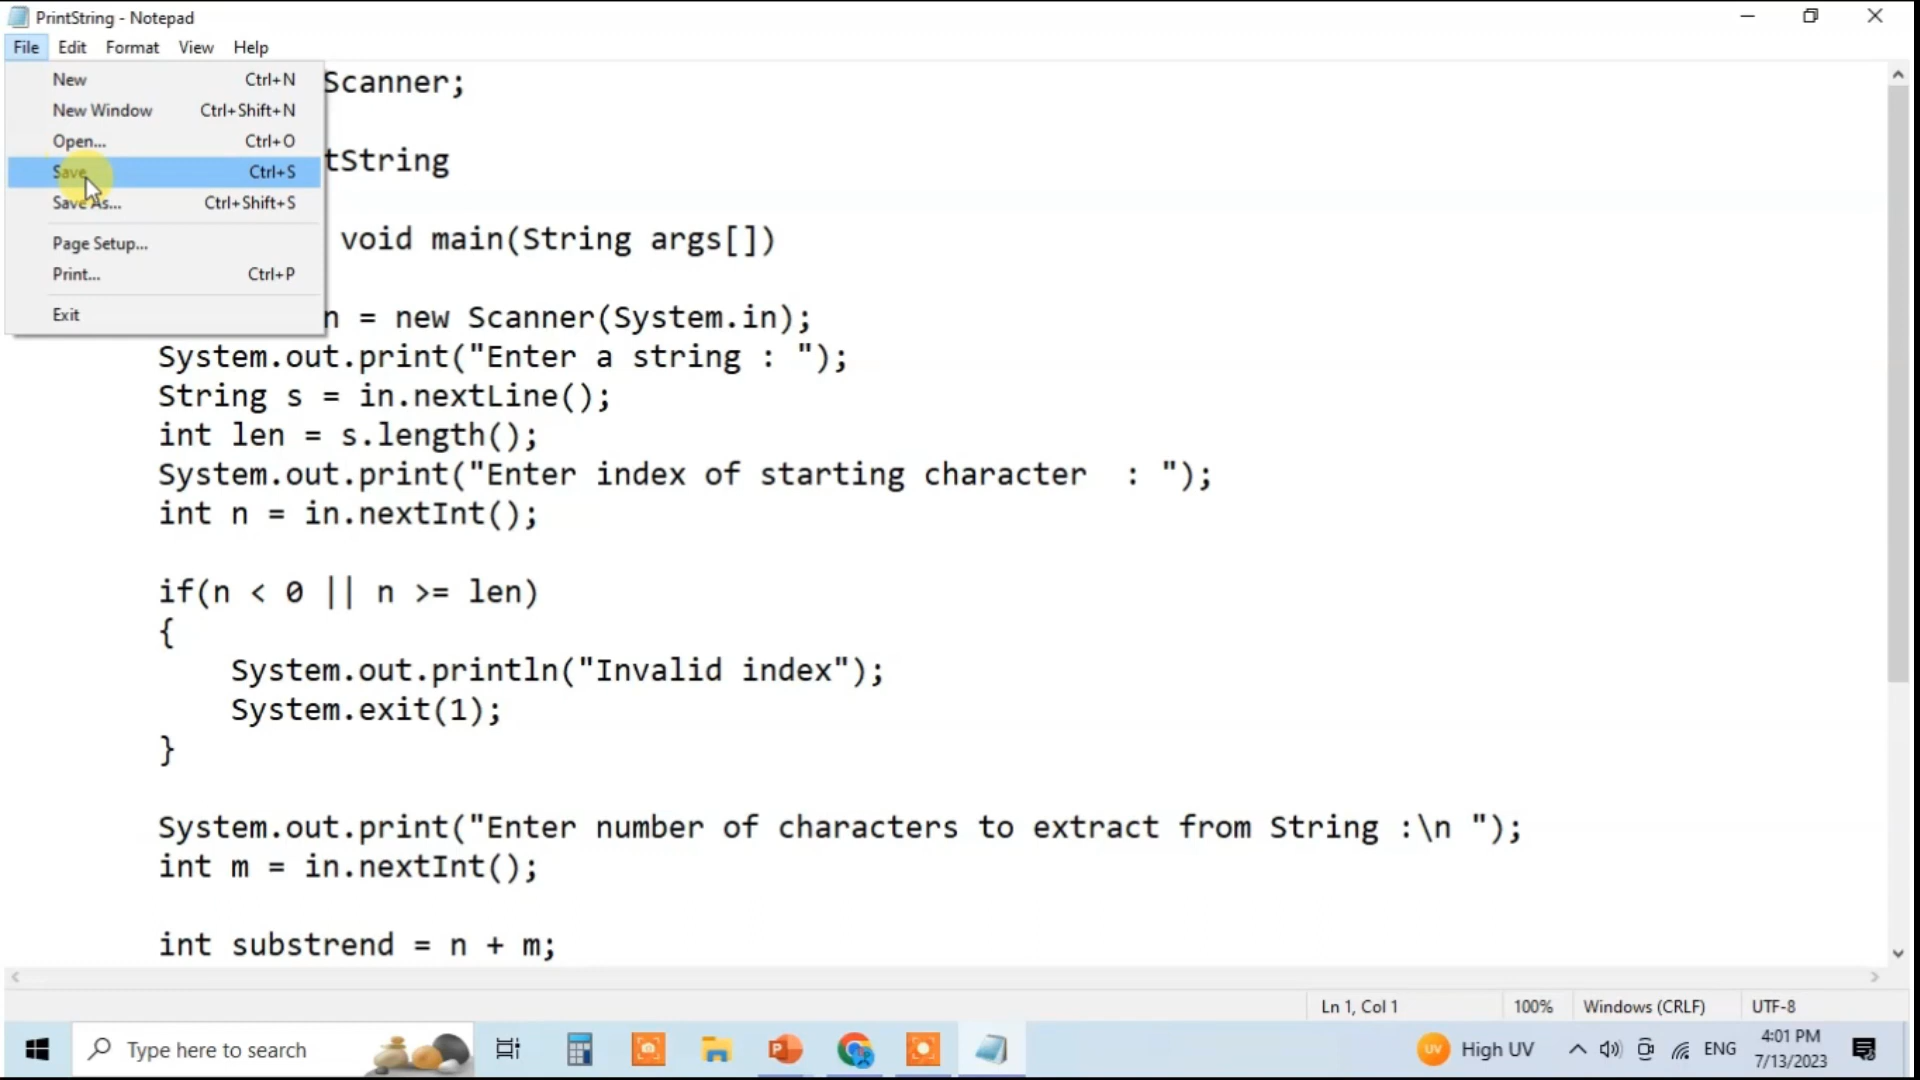 PrintString - Notepad
File Edit Format View Help
New Ctrl+N
New Window Ctrl+Shift+N
Open... Ctrl+O
Save Ctrl+S
Save As... Ctrl+Shift+S
Page Setup...
Print... Ctrl+P
Exit
Scanner;
tString
void main(String args[])
n = new Scanner(System.in);
System.out.print("Enter a string : ");
String s = in.nextLine();
int len = s.length();
System.out.print("Enter index of starting character  : ");
int n = in.nextInt();
if(n < 0 || n >= len)
{
System.out.println("Invalid index");
System.exit(1);
}
System.out.print("Enter number of characters to extract from String :\n ");
int m = in.nextInt();
int substrend = n + m;
Ln 1, Col 1 100% Windows (CRLF) UTF-8
Type here to search
UV High UV ENG 4:01 PM
7/13/2023